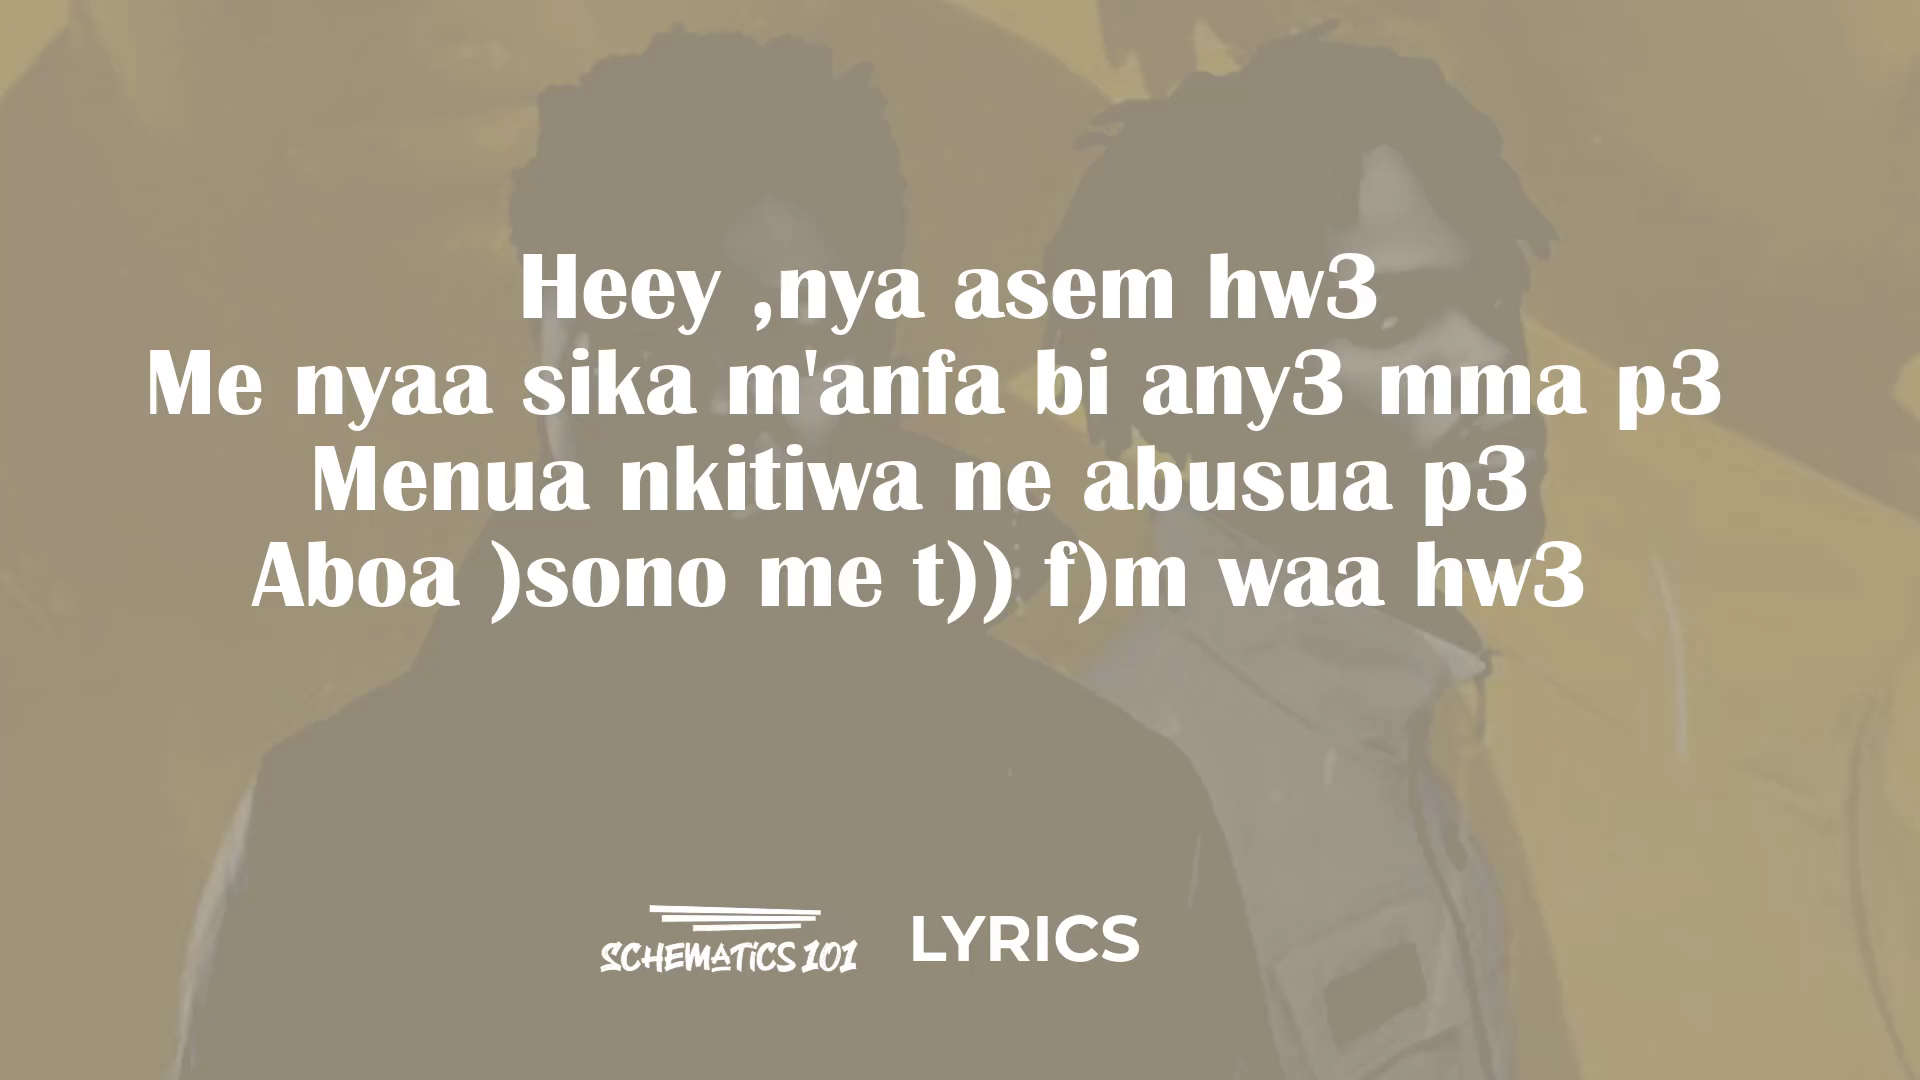 Heey ,nya asem hw3
Me nyaa sika m'anfa bi any3 mma p3
Menua nkitiwa ne abusua p3
Aboa )sono me t)) f)m waa hw3
SCHEMATICS 101
LYRICS